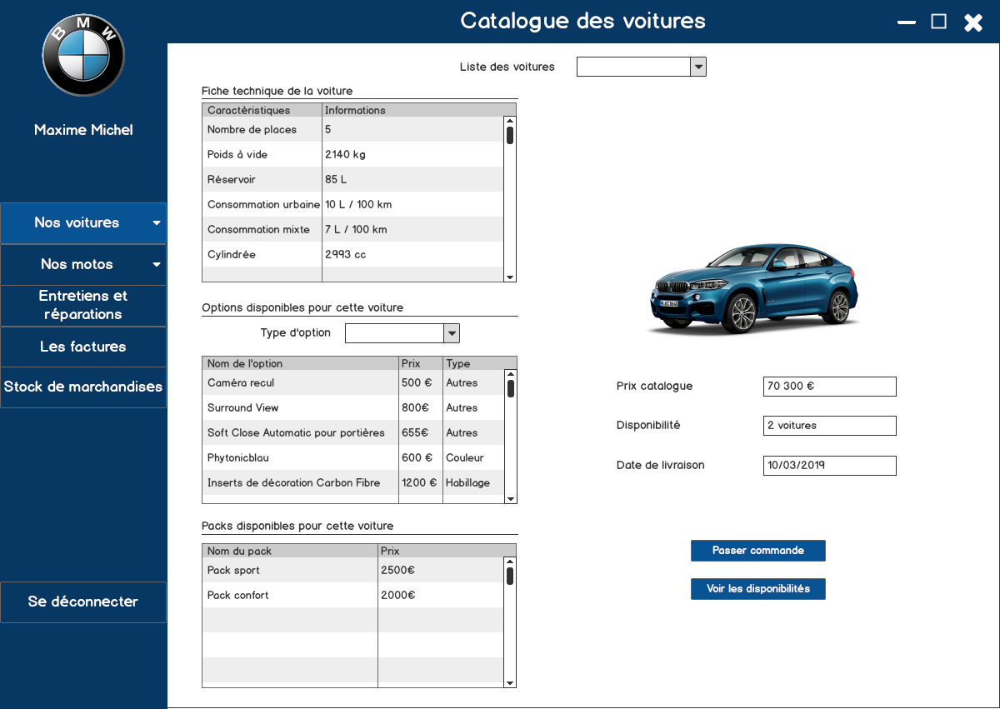 BMW
Catalogue des voitures
Maxime Michel
Nos voitures
Nos motos
Entretiens et
réparations
Les factures
Stock de marchandises
Se déconnecter
Liste des voitures
Fiche technique de la voiture
Caractèristiques Informations
Nombre de places 5
Poids à vide 2140 kg
Réservoir 85 L
Consommation urbaine 10 L / 100 km
Consommation mixte 7 L / 100 km
Cylindrée 2993 cc
Options disponibles pour cette voiture
Type d'option
Nom de l'option Prix Type
Caméra recul 500 € Autres
Surround View 800€ Autres
Soft Close Automatic pour portières 655€ Autres
Phytonicblau 600 € Couleur
Inserts de décoration Carbon Fibre 1200 € Habillage
Packs disponibles pour cette voiture
Nom du pack Prix
Pack sport 2500€
Pack confort 2000€
Prix catalogue 70 300 €
Disponibilité 2 voitures
Date de livraison 10/03/2019
Passer commande
Voir les disponibilités